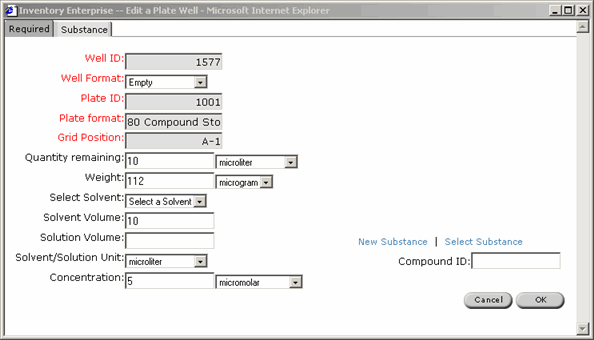 Inventory Enterprise -- Edit a Plate Well - Microsoft Internet Explorer
Required Substance
Well ID: 1577
Well Format: Empty
Plate ID: 1001
Plate format: 80 Compound Sto
Grid Position: A-1
Quantity remaining: 10 microliter
Weight: 112 microgram
Select Solvent: Select a Solvent
Solvent Volume: 10
Solution Volume:
New Substance | Select Substance
Solvent/Solution Unit: microliter
Compound ID:
Concentration: 5 micromolar
Cancel OK